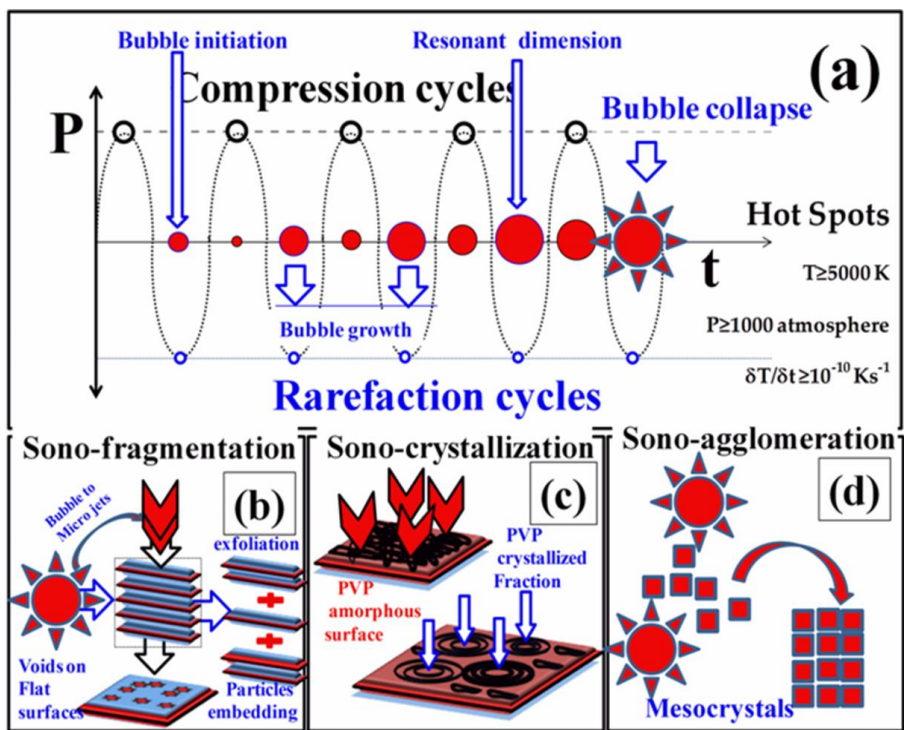 Bubble initiation
Resonant dimension
(a)
Compression cycles
Bubble collapse
P
Hot Spots
t
T≥5000 K
Bubble growth
P≥1000 atmosphere
δT/δt≥10⁻¹⁰ Ks⁻¹
Rarefaction cycles
Sono-fragmentation
(b)
Bubble to
Micro jets
exfoliation
Voids on
Flat
surfaces
Particles
embedding
Sono-crystallization
(c)
PVP
crystallized
Fraction
PVP
amorphous
surface
Sono-agglomeration
(d)
Mesocrystals